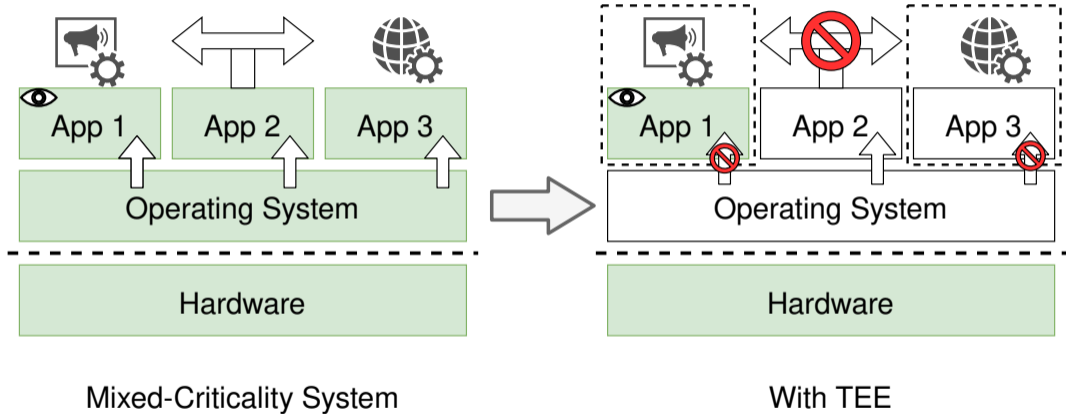 App 1
App 2
App 3
Operating System
Hardware
Mixed-Criticality System
App 1
App 2
App 3
Operating System
Hardware
With TEE